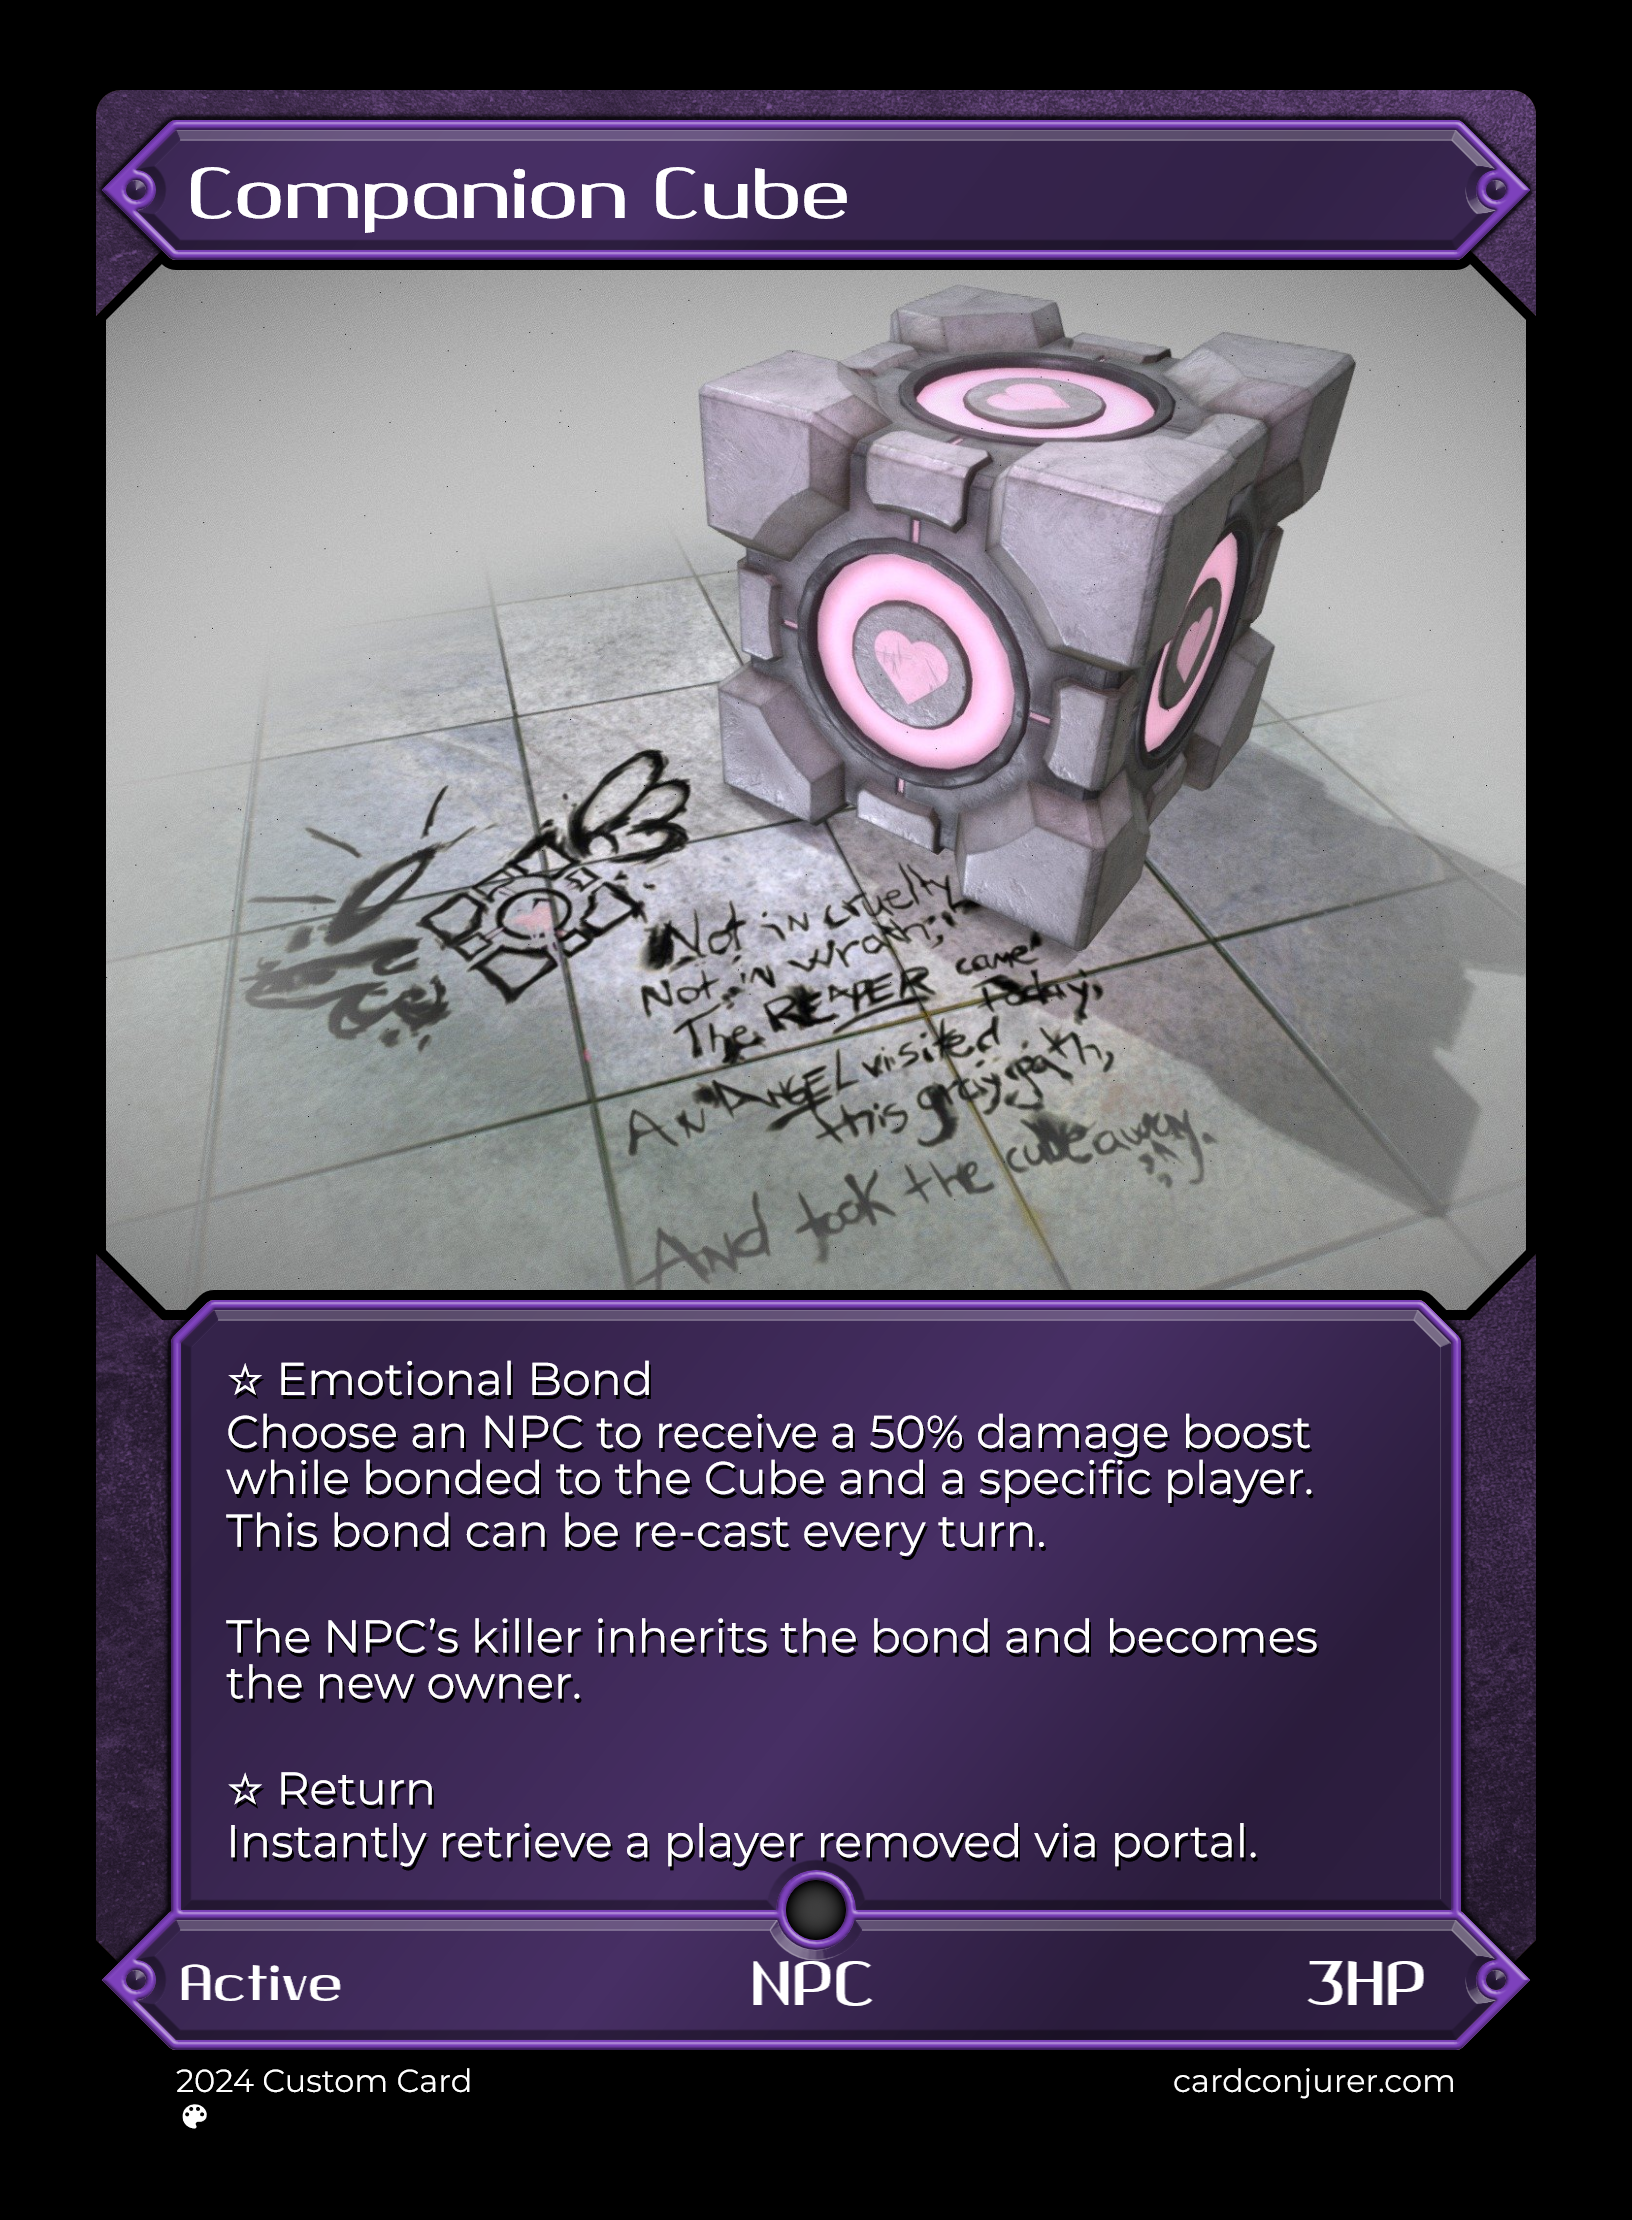 Companion Cube
Not in cruelty,
Not in wrath;
The REAPER came today;
AN ANGEL visited
this gray path,
And took the cube away.
☆ Emotional Bond
Choose an NPC to receive a 50% damage boost
while bonded to the Cube and a specific player.
This bond can be re-cast every turn.
The NPC’s killer inherits the bond and becomes
the new owner.
☆ Return
Instantly retrieve a player removed via portal.
Active
NPC
3HP
2024 Custom Card
cardconjurer.com